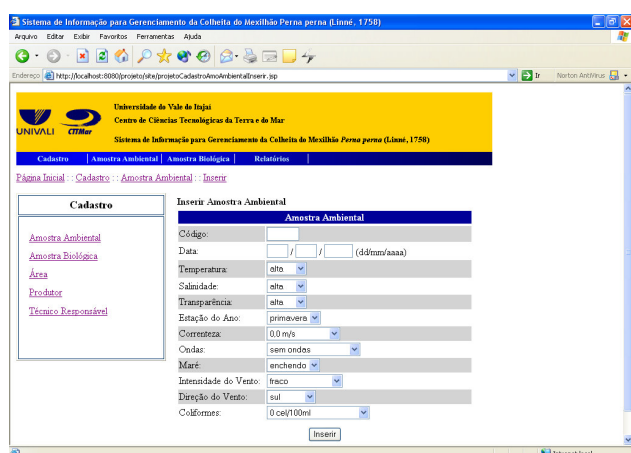 Sistema de Informação para Gerenciamento da Colheita do Mexilhão Perna perna (Linné, 1758)
Arquivo Editar Exibir Favoritos Ferramentas Ajuda
Endereço http://localhost:8080/projeto/site/projetoCadastroAmoAmbientalInserir.jsp Ir Norton AntiVirus
Universidade do Vale do Itajaí
Centro de Ciências Tecnológicas da Terra e do Mar
Sistema de Informação para Gerenciamento da Colheita do Mexilhão Perna perna (Linné, 1758)
UNIVALI CTTMar
Cadastro | Amostra Ambiental | Amostra Biológica | Relatórios |
Página Inicial : : Cadastro : : Amostra Ambiental : : Inserir
Cadastro
Amostra Ambiental
Amostra Biológica
Área
Produtor
Técnico Responsável
Inserir Amostra Ambiental
Amostra Ambiental
Código:
Data: / / (dd/mm/aaaa)
Temperatura: alta
Salinidade: alta
Transparência: alta
Estação do Ano: primavera
Correnteza: 0.0 m/s
Ondas: sem ondas
Maré: enchendo
Intensidade do Vento: fraco
Direção do Vento: sul
Coliformes: 0 cel/100ml
Inserir